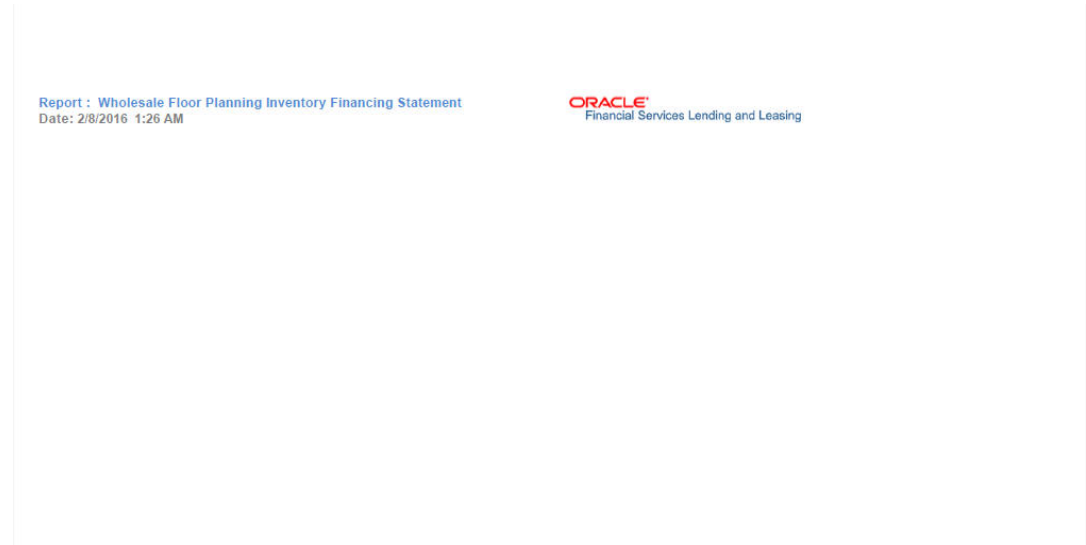 Report : Wholesale Floor Planning Inventory Financing Statement
Date: 2/8/2016 1:26 AM
ORACLE'
Financial Services Lending and Leasing